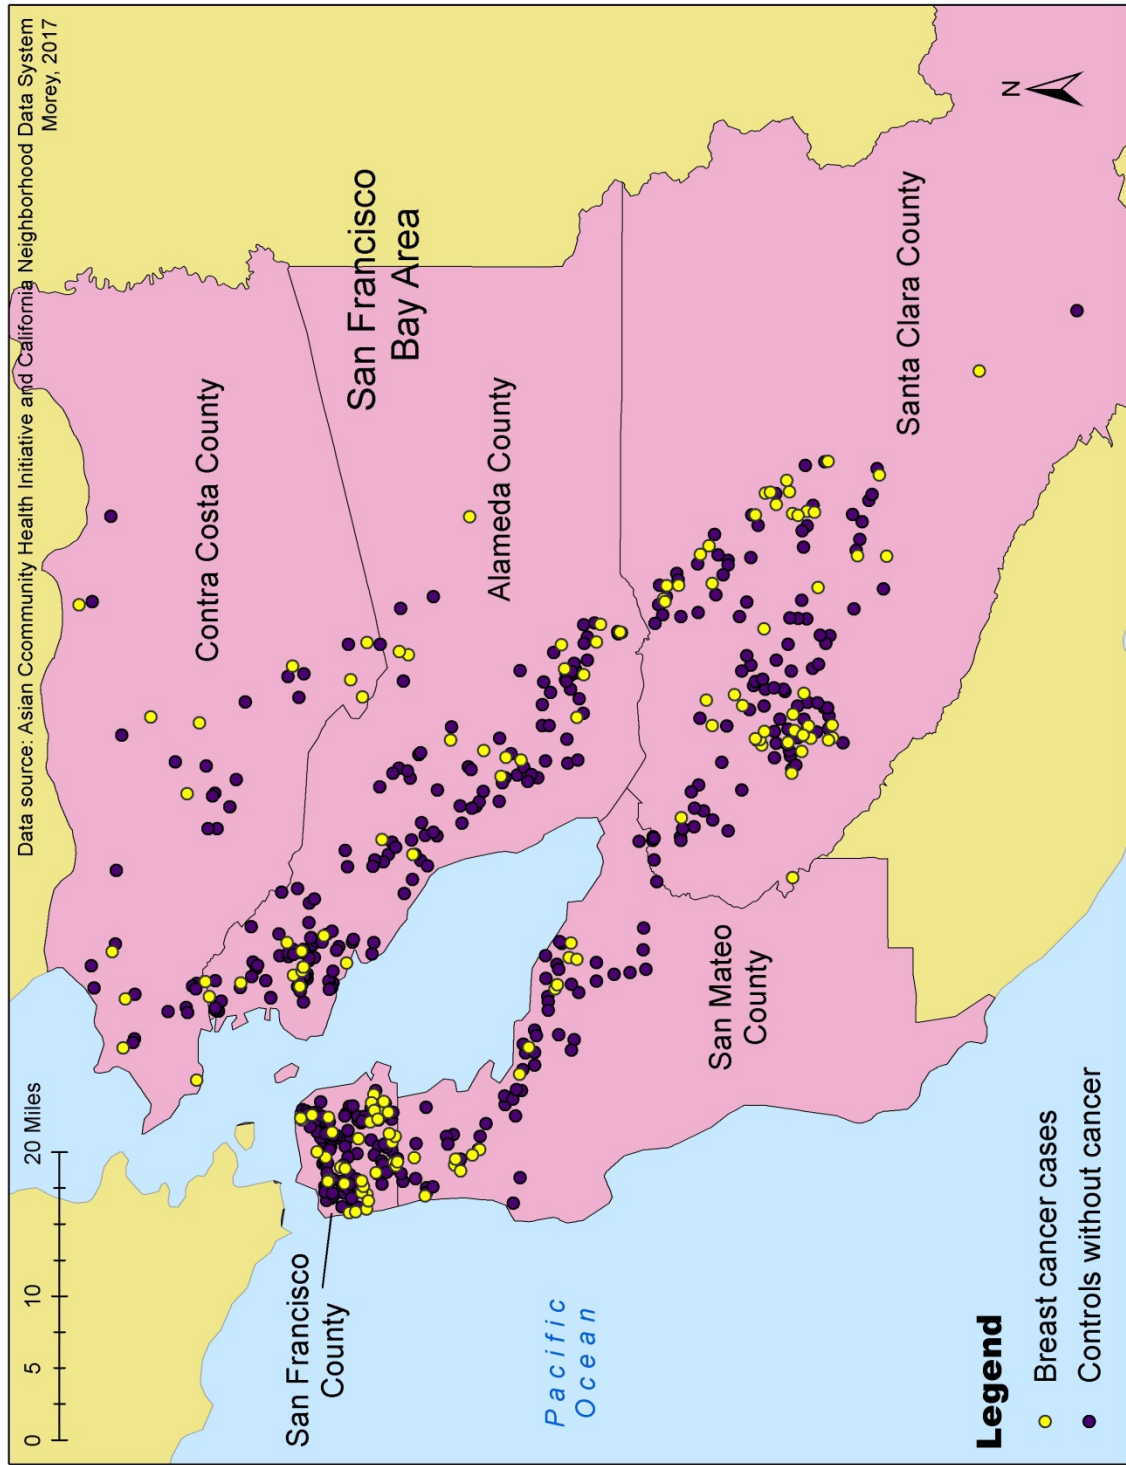 Data source: Asian Ccommunity Health Initiative and California Neighborhood Data System
Morey, 2017
0 5 10 20 Miles
Contra Costa County
San Francisco
Bay Area
San Francisco
County
Alameda County
Pacific
Ocean
San Mateo
County
Santa Clara County
N
Legend
Breast cancer cases
Controls without cancer